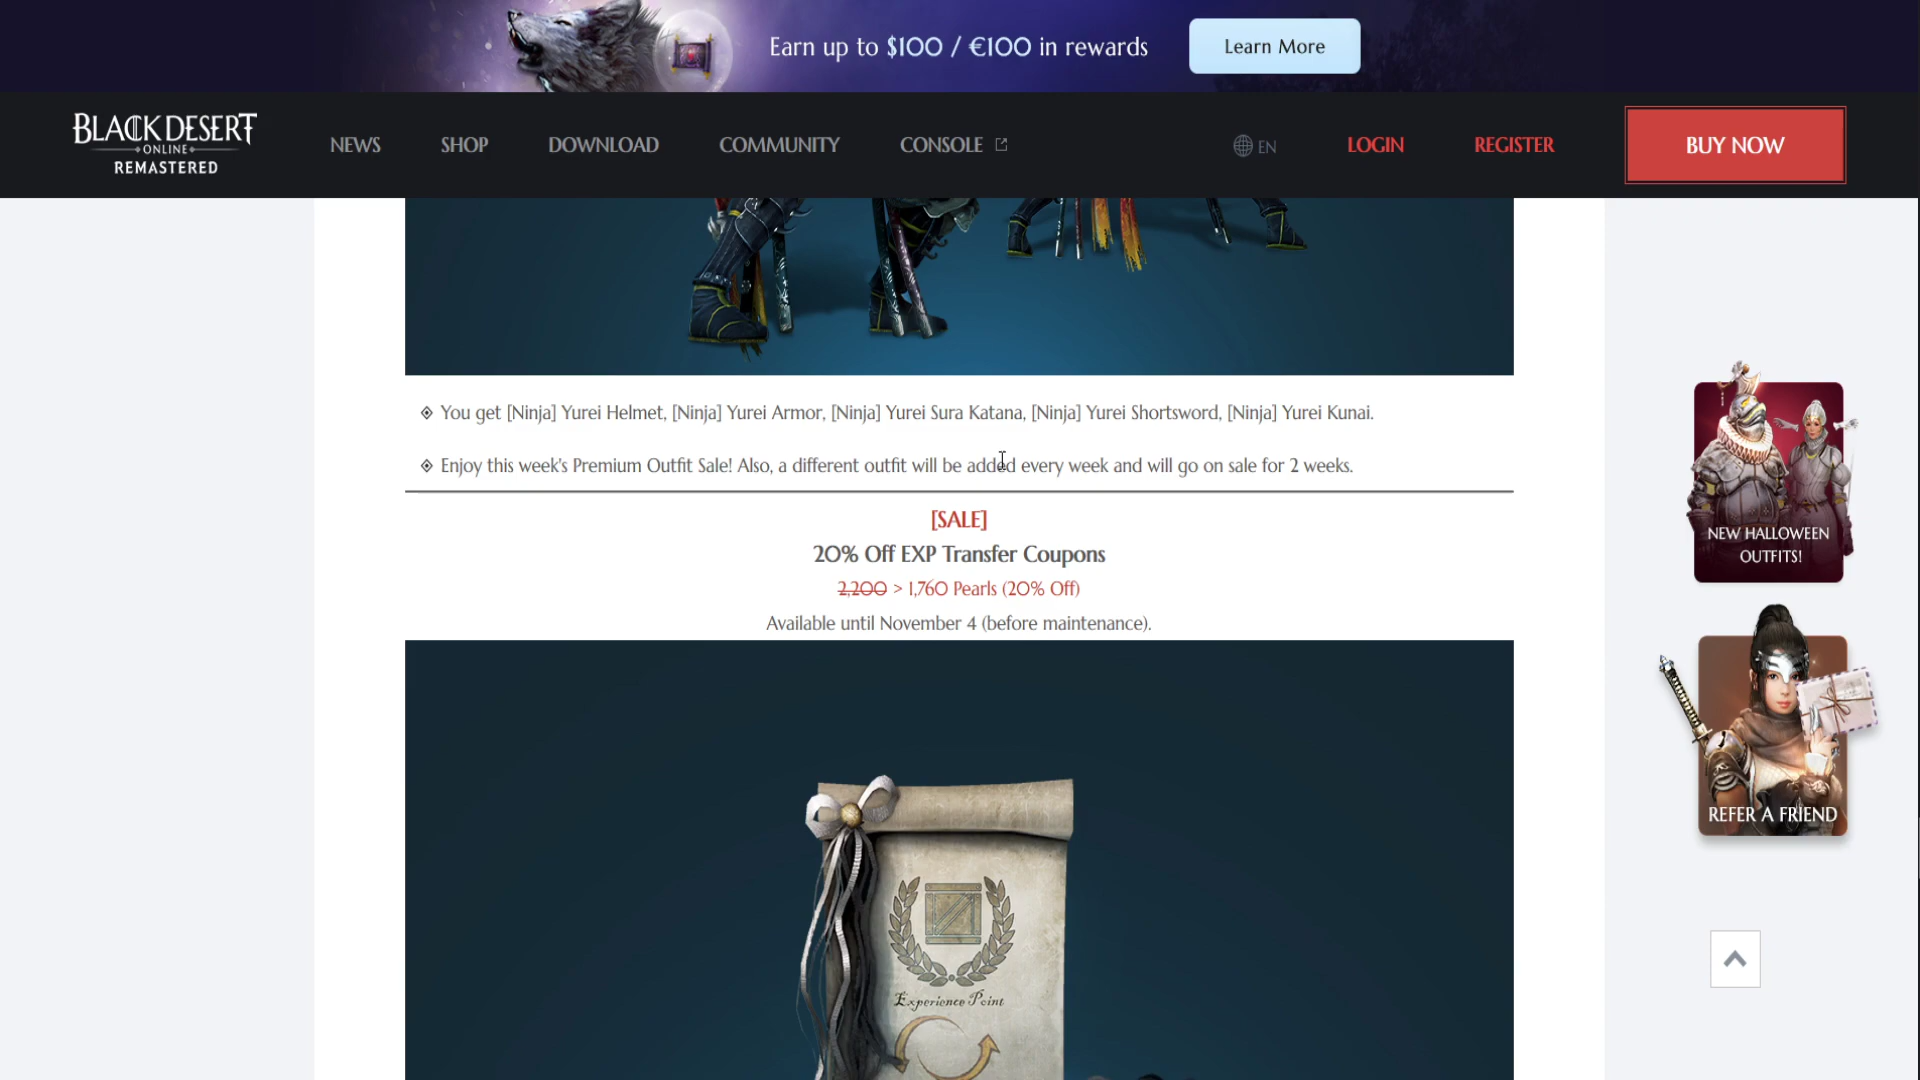 Earn up to $100 / €100 in rewards
Learn More
BLACK DESERT
ONLINE
REMASTERED
NEWS
SHOP
DOWNLOAD
COMMUNITY
CONSOLE
EN
LOGIN
REGISTER
BUY NOW
You get [Ninja] Yurei Helmet, [Ninja] Yurei Armor, [Ninja] Yurei Sura Katana, [Ninja] Yurei Shortsword, [Ninja] Yurei Kunai.
Enjoy this week's Premium Outfit Sale! Also, a different outfit will be added every week and will go on sale for 2 weeks.
[SALE]
20% Off EXP Transfer Coupons
2,200 > 1,760 Pearls (20% Off)
Available until November 4 (before maintenance).
Experience Point
NEW HALLOWEEN
OUTFITS!
REFER A FRIEND